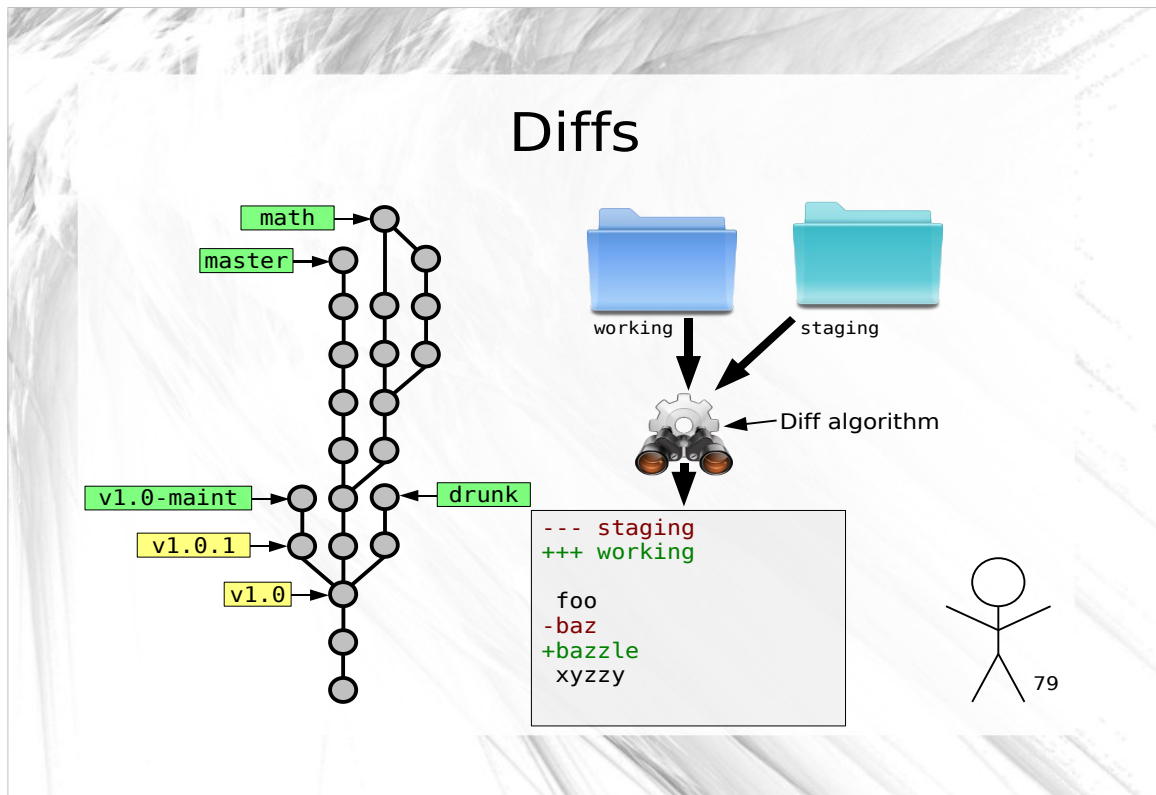 Diffs
math
master
v1.0-maint
drunk
v1.0.1
v1.0
working
staging
Diff algorithm
--- staging
+++ working
 foo
-baz
+bazzle
 xyzzy
79